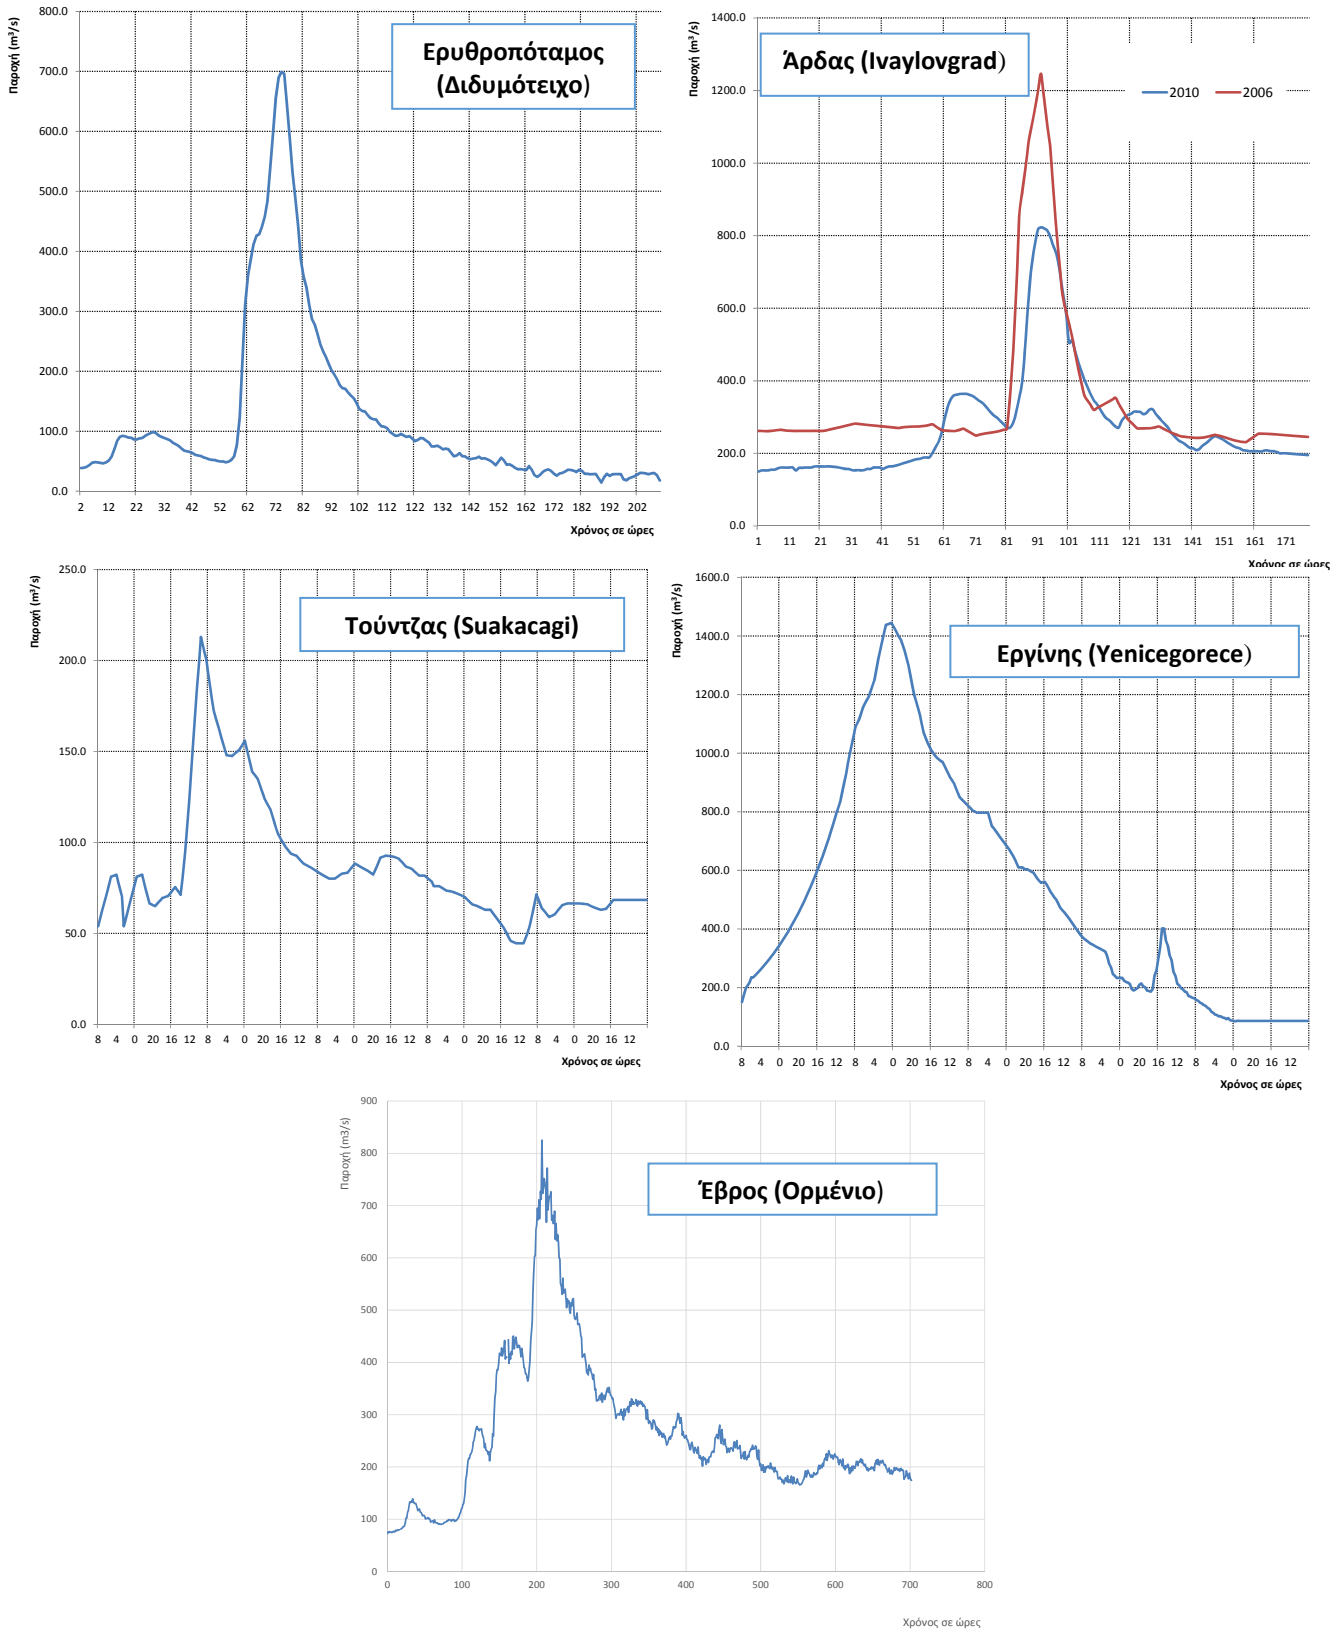 Παροχή (m³/s)
800.0
700.0
600.0
500.0
400.0
300.0
200.0
100.0
0.0
Ερυθροπόταμος
(Διδυμότειχο)
2 12 22 32 42 52 62 72 82 92 102 112 122 132 142 152 162 172 182 192 202
Χρόνος σε ώρες
Παροχή (m³/s)
1400.0
1200.0
1000.0
800.0
600.0
400.0
200.0
0.0
Άρδας (Ivaylovgrad)
2010 2006
1 11 21 31 41 51 61 71 81 91 101 111 121 131 141 151 161 171
Χρόνος σε ώρες
Παροχή (m³/s)
250.0
200.0
150.0
100.0
50.0
0.0
Τούντζας (Suakacagi)
8 4 0 20 16 12 8 4 0 20 16 12 8 4 0 20 16 12 8 4 0 20 16 12 8 4 0 20 16 12
Χρόνος σε ώρες
Παροχή (m³/s)
1600.0
1400.0
1200.0
1000.0
800.0
600.0
400.0
200.0
0.0
Εργίνης (Yenicegorece)
8 4 0 20 16 12 8 4 0 20 16 12 8 4 0 20 16 12 8 4 0 20 16 12 8 4 0 20 16 12
Χρόνος σε ώρες
Παροχή (m3/s)
900
800
700
600
500
400
300
200
100
0
Έβρος (Ορμένιο)
0 100 200 300 400 500 600 700 800
Χρόνος σε ώρες